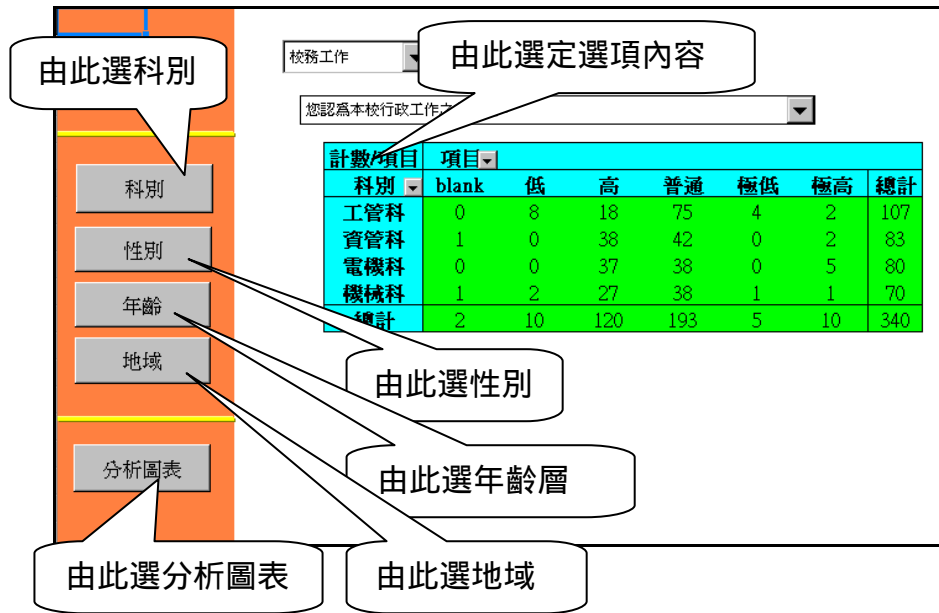 由此選科別
校務工作
由此選定選項內容
您認爲本校行政工作
計數/項目 項目
科別 blank 低 高 普通 極低 極高 總計
工管科 0 8 18 75 4 2 107
資管科 1 0 38 42 0 2 83
電機科 0 0 37 38 0 5 80
機械科 1 2 27 38 1 1 70
總計 2 10 120 193 5 10 340
科別
性別
年齡
地域
分析圖表
由此選性別
由此選年齡層
由此選分析圖表
由此選地域